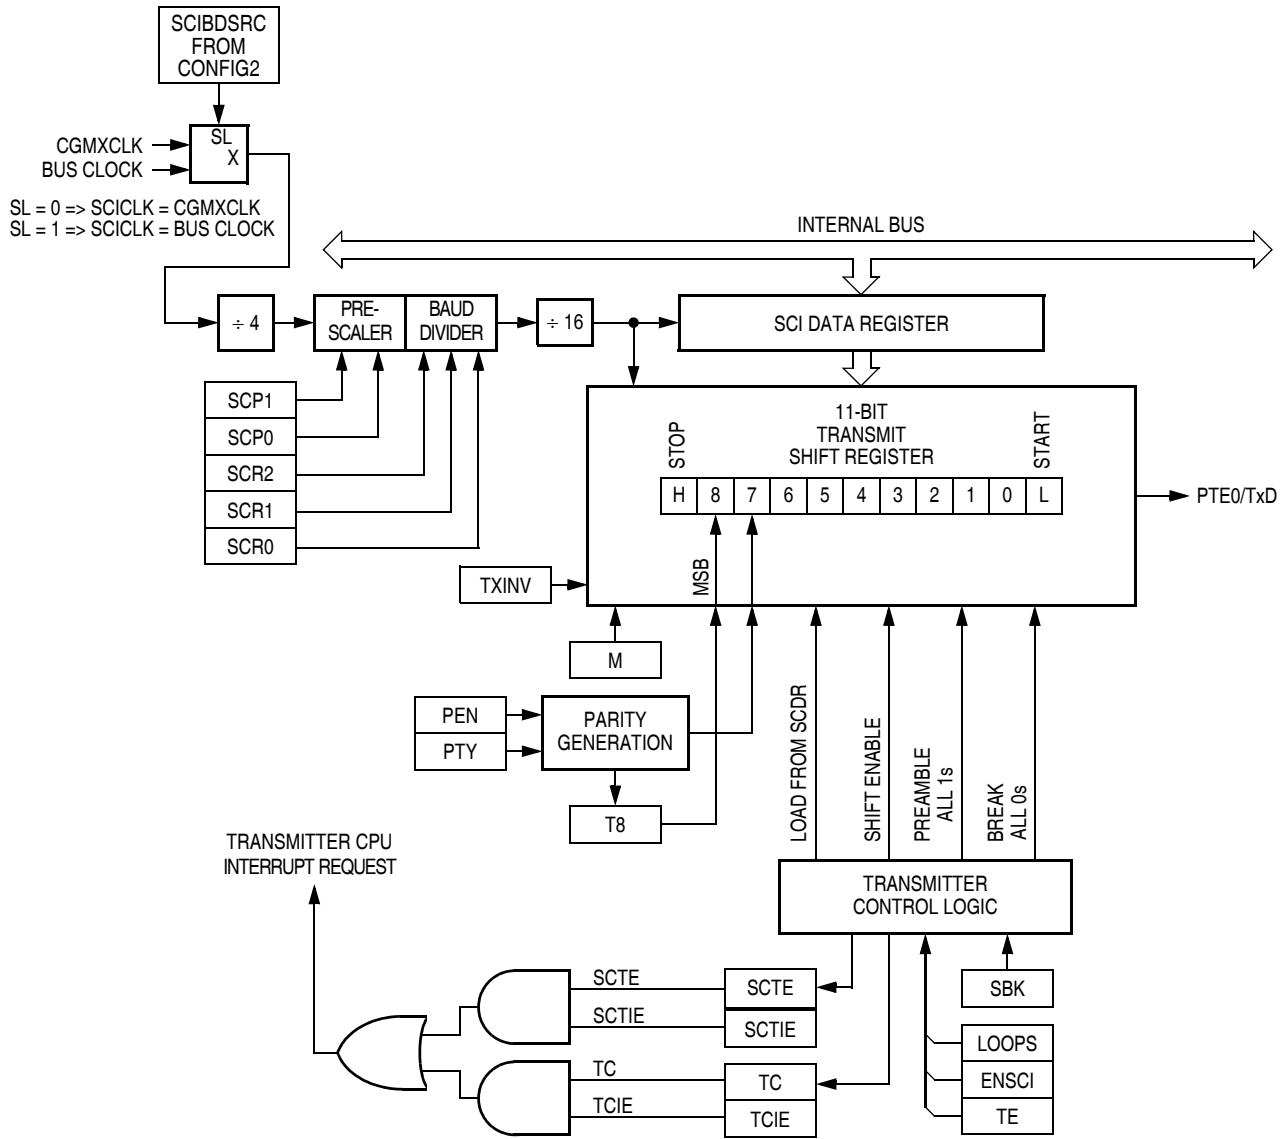 SCIBDSRC
FROM
CONFIG2
SL
X
CGMXCLK
BUS CLOCK
SL = 0 => SCICLK = CGMXCLK
SL = 1 => SCICLK = BUS CLOCK
INTERNAL BUS
÷ 4
PRE-
SCALER
BAUD
DIVIDER
÷ 16
SCI DATA REGISTER
SCP1
SCP0
SCR2
SCR1
SCR0
11-BIT
TRANSMIT
SHIFT REGISTER
STOP
START
H 8 7 6 5 4 3 2 1 0 L
PTE0/TxD
MSB
TXINV
M
PEN
PTY
PARITY
GENERATION
T8
LOAD FROM SCDR
SHIFT ENABLE
PREAMBLE
ALL 1s
BREAK
ALL 0s
TRANSMITTER CPU
INTERRUPT REQUEST
TRANSMITTER
CONTROL LOGIC
SCTE
SCTIE
SCTE
SCTIE
SBK
TC
TCIE
TC
TCIE
LOOPS
ENSCI
TE